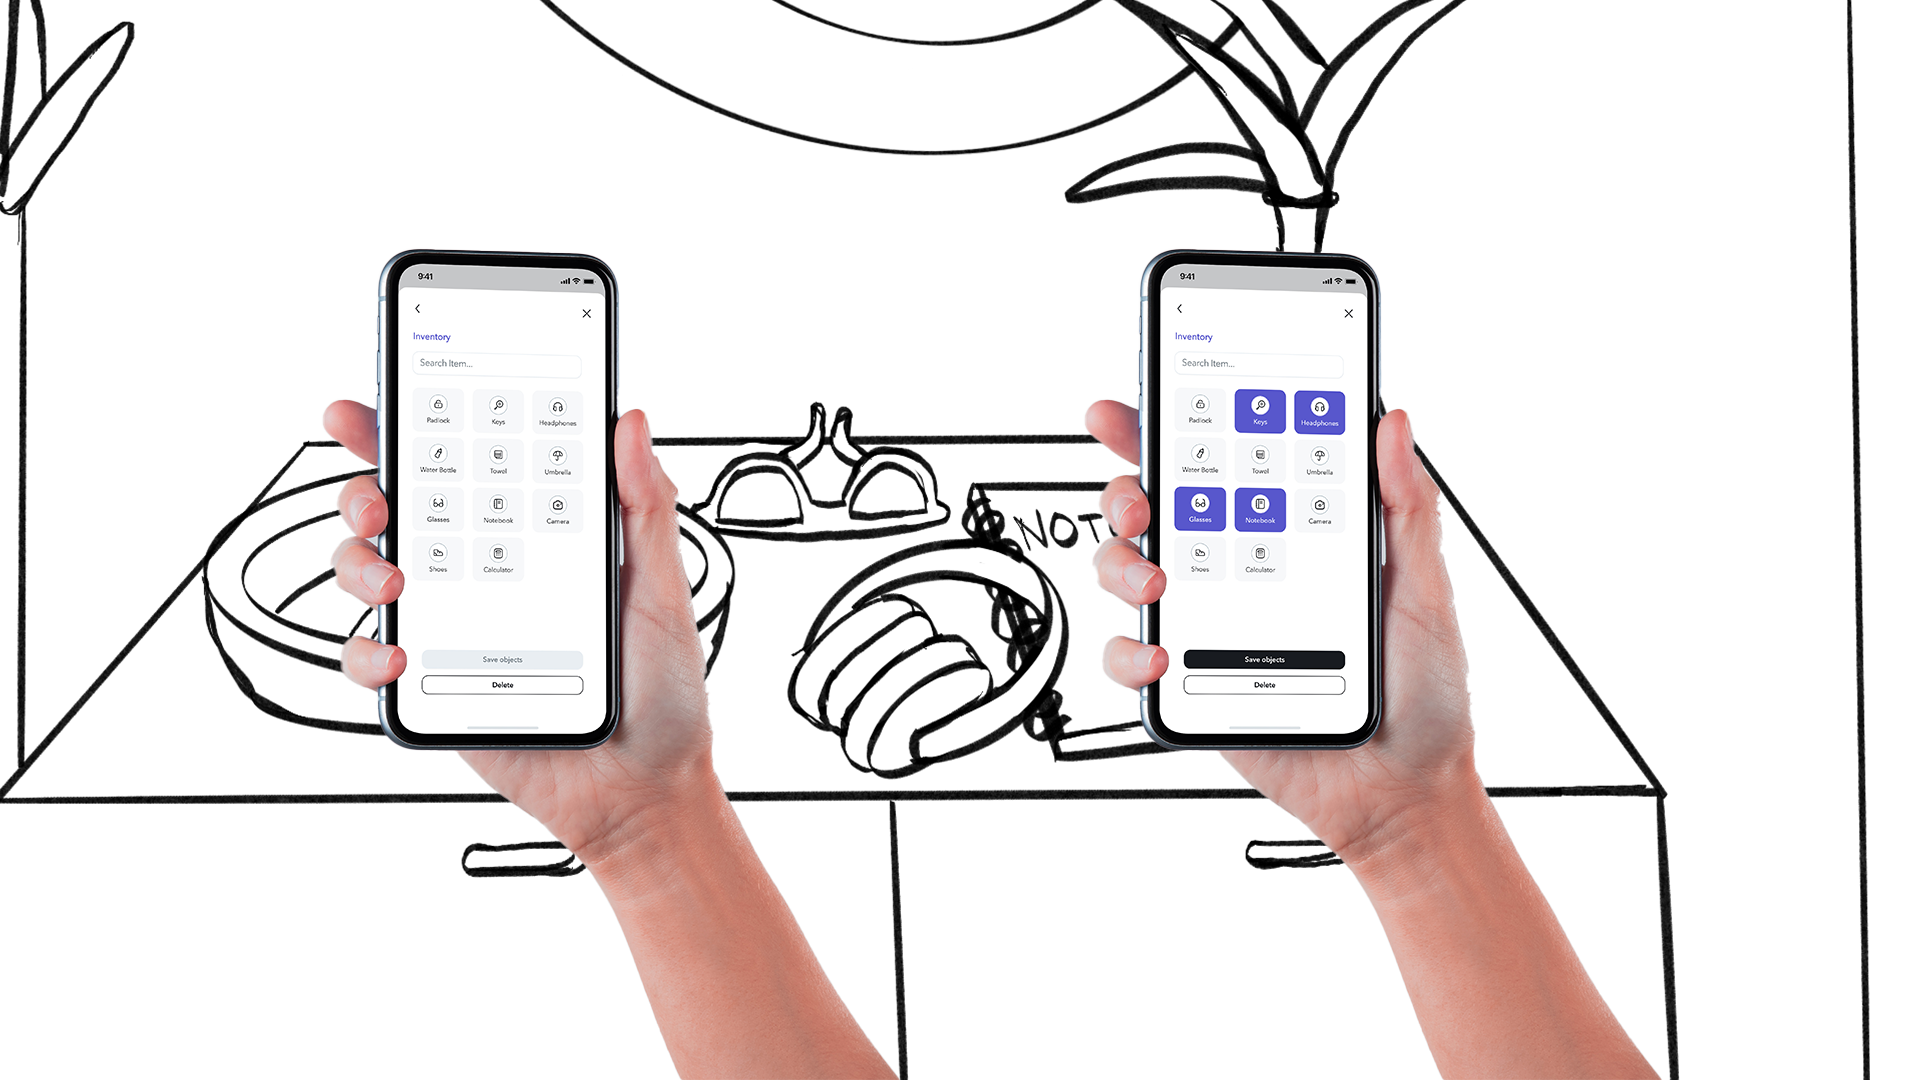 9:41
Inventory
Search Item...
Padlock Keys Headphones
Water Bottle Towel Umbrella
Glasses Notebook Camera
Shoes Calculator
Save objects
Delete
NOT
9:41
Inventory
Search Item...
Padlock Keys Headphones
Water Bottle Towel Umbrella
Glasses Notebook Camera
Shoes Calculator
Save objects
Delete